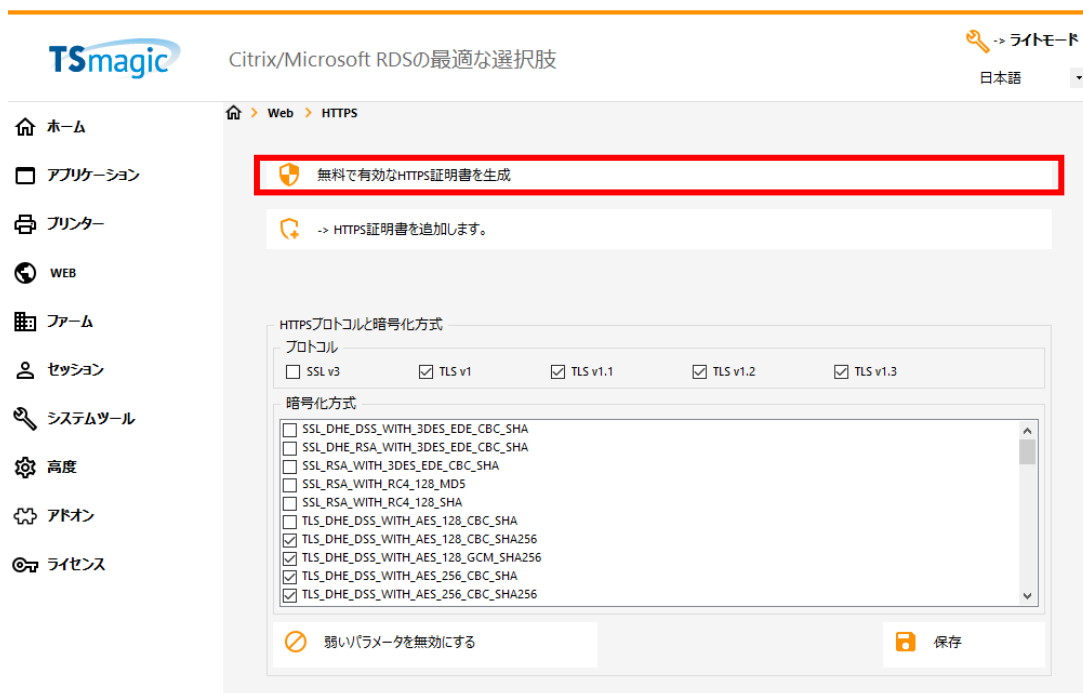 TSmagic
Citrix/Microsoft RDSの最適な選択肢
-> ライトモード
日本語
Web > HTTPS
ホーム
アプリケーション
プリンター
WEB
ファーム
セッション
システムツール
高度
アドオン
ライセンス
無料で有効なHTTPS証明書を生成
-> HTTPS証明書を追加します。
HTTPSプロトコルと暗号化方式
プロトコル
SSL v3 TLS v1 TLS v1.1 TLS v1.2 TLS v1.3
暗号化方式
SSL_DHE_DSS_WITH_3DES_EDE_CBC_SHA
SSL_DHE_RSA_WITH_3DES_EDE_CBC_SHA
SSL_RSA_WITH_3DES_EDE_CBC_SHA
SSL_RSA_WITH_RC4_128_MD5
SSL_RSA_WITH_RC4_128_SHA
TLS_DHE_DSS_WITH_AES_128_CBC_SHA
TLS_DHE_DSS_WITH_AES_128_CBC_SHA256
TLS_DHE_DSS_WITH_AES_128_GCM_SHA256
TLS_DHE_DSS_WITH_AES_256_CBC_SHA
TLS_DHE_DSS_WITH_AES_256_CBC_SHA256
弱いパラメータを無効にする
保存